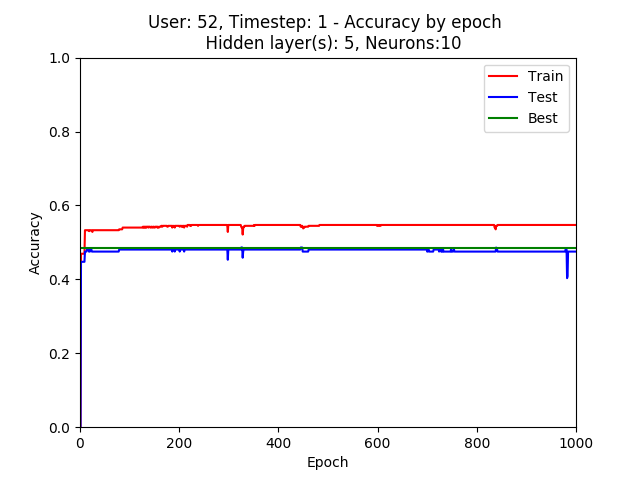 User: 52, Timestep: 1 - Accuracy by epoch
Hidden layer(s): 5, Neurons:10
1.0
0.8
0.6
0.4
0.2
0.0
Accuracy
Train
Test
Best
0
200
400
600
800
1000
Epoch